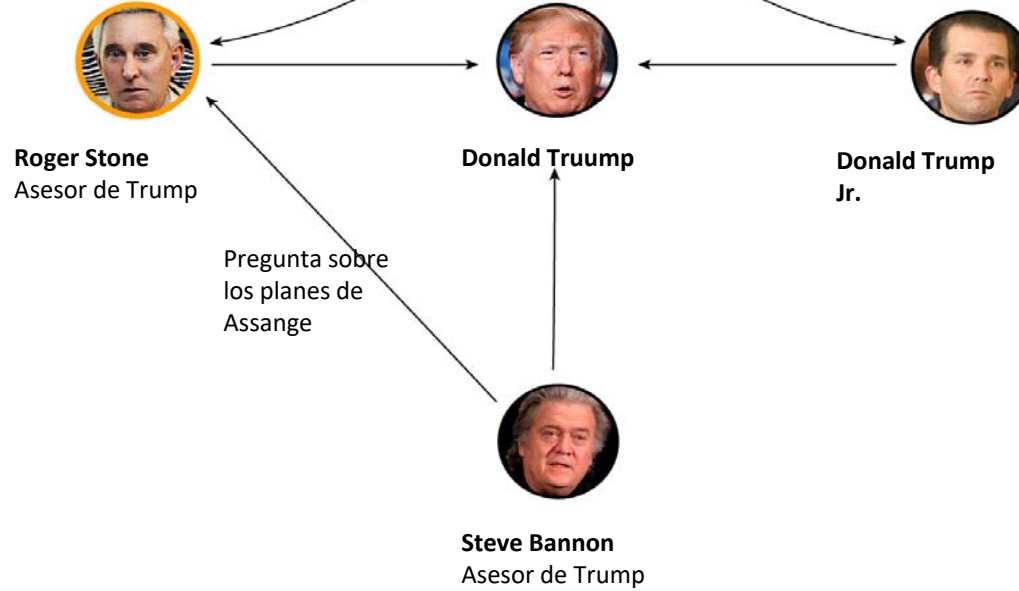 Roger Stone
Asesor de Trump
Donald Truump
Donald Trump
Jr.
Pregunta sobre
los planes de
Assange
Steve Bannon
Asesor de Trump